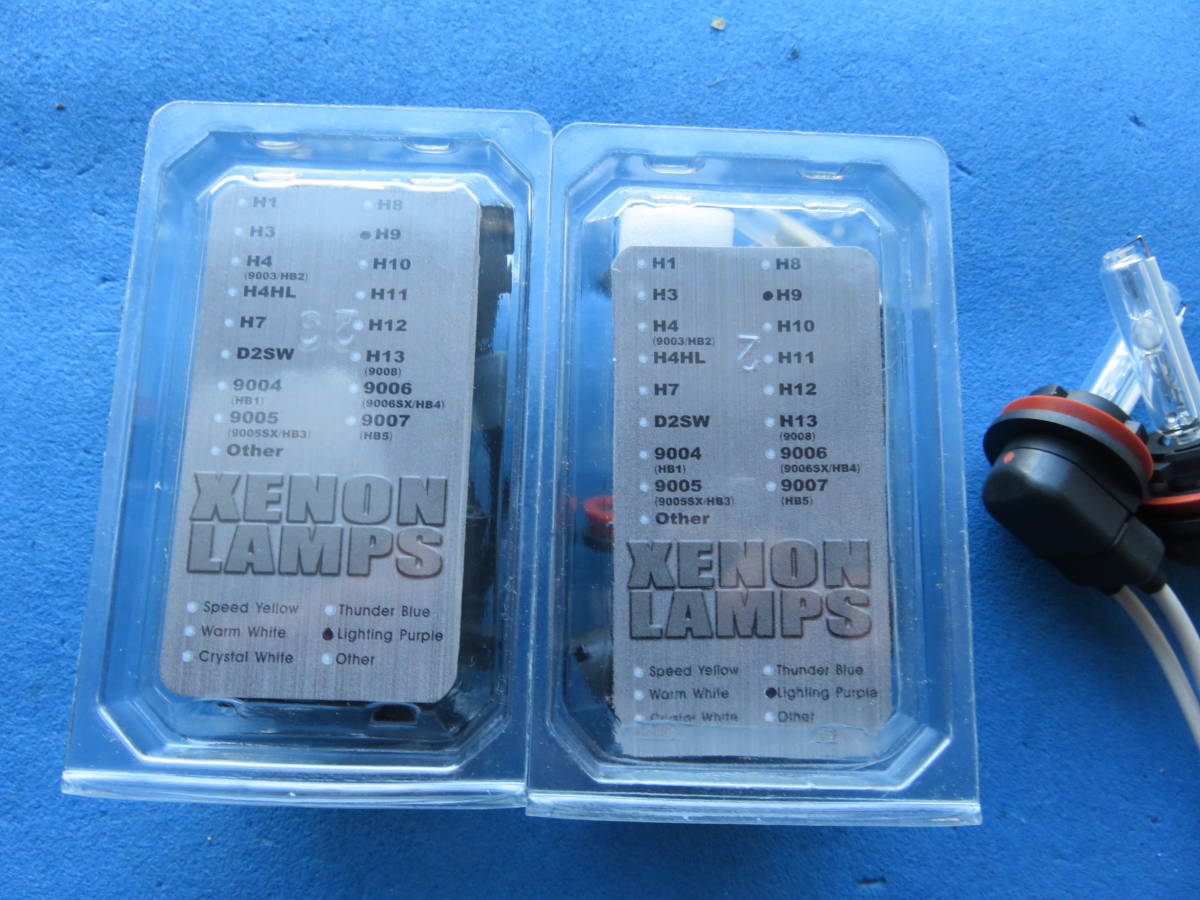 H1 H8
H3 H9
H4 H10
(9003/HB2)
H4HL H11
H7 H12
D2SW H13
(9008)
9004 9006
(HB1) (9006SX/HB4)
9005 9007
(9005SX/HB3) (HB5)
Other
XENON
LAMPS
Speed Yellow Thunder Blue
Warm White Lighting Purple
Crystal White Other
H1 H8
H3 H9
H4 H10
(9003/HB2)
H4HL H11
H7 H12
D2SW H13
(9008)
9004 9006
(HB1) (9006SX/HB4)
9005 9007
(9005SX/HB3) (HB5)
Other
XENON
LAMPS
Speed Yellow Thunder Blue
Warm White Lighting Purple
Crystal White Other